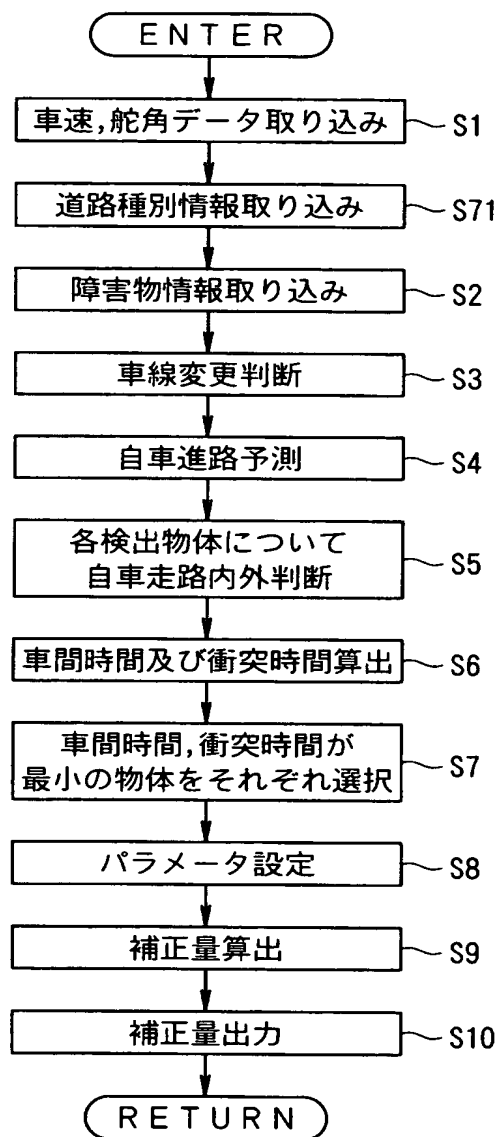 ENTER
車速,舵角データ取り込み S1
道路種別情報取り込み S71
障害物情報取り込み S2
車線変更判断 S3
自車進路予測 S4
各検出物体について
自車走路内外判断 S5
車間時間及び衝突時間算出 S6
車間時間,衝突時間が
最小の物体をそれぞれ選択 S7
パラメータ設定 S8
補正量算出 S9
補正量出力 S10
RETURN